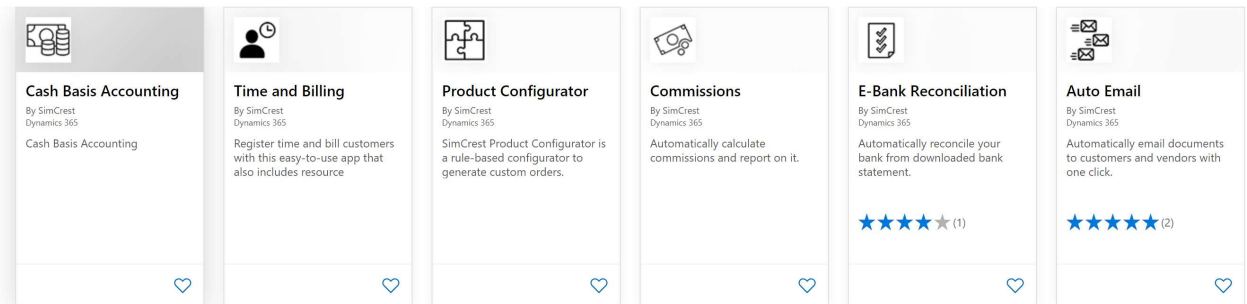 Cash Basis Accounting
By SimCrest
Dynamics 365
Cash Basis Accounting
Time and Billing
By SimCrest
Dynamics 365
Register time and bill customers
with this easy-to-use app that
also includes resource
Product Configurator
By SimCrest
Dynamics 365
SimCrest Product Configurator is
a rule-based configurator to
generate custom orders.
Commissions
By SimCrest
Dynamics 365
Automatically calculate
commissions and report on it.
E-Bank Reconciliation
By SimCrest
Dynamics 365
Automatically reconcile your
bank from downloaded bank
statement.
(1)
Auto Email
By SimCrest
Dynamics 365
Automatically email documents
to customers and vendors with
one click.
(2)